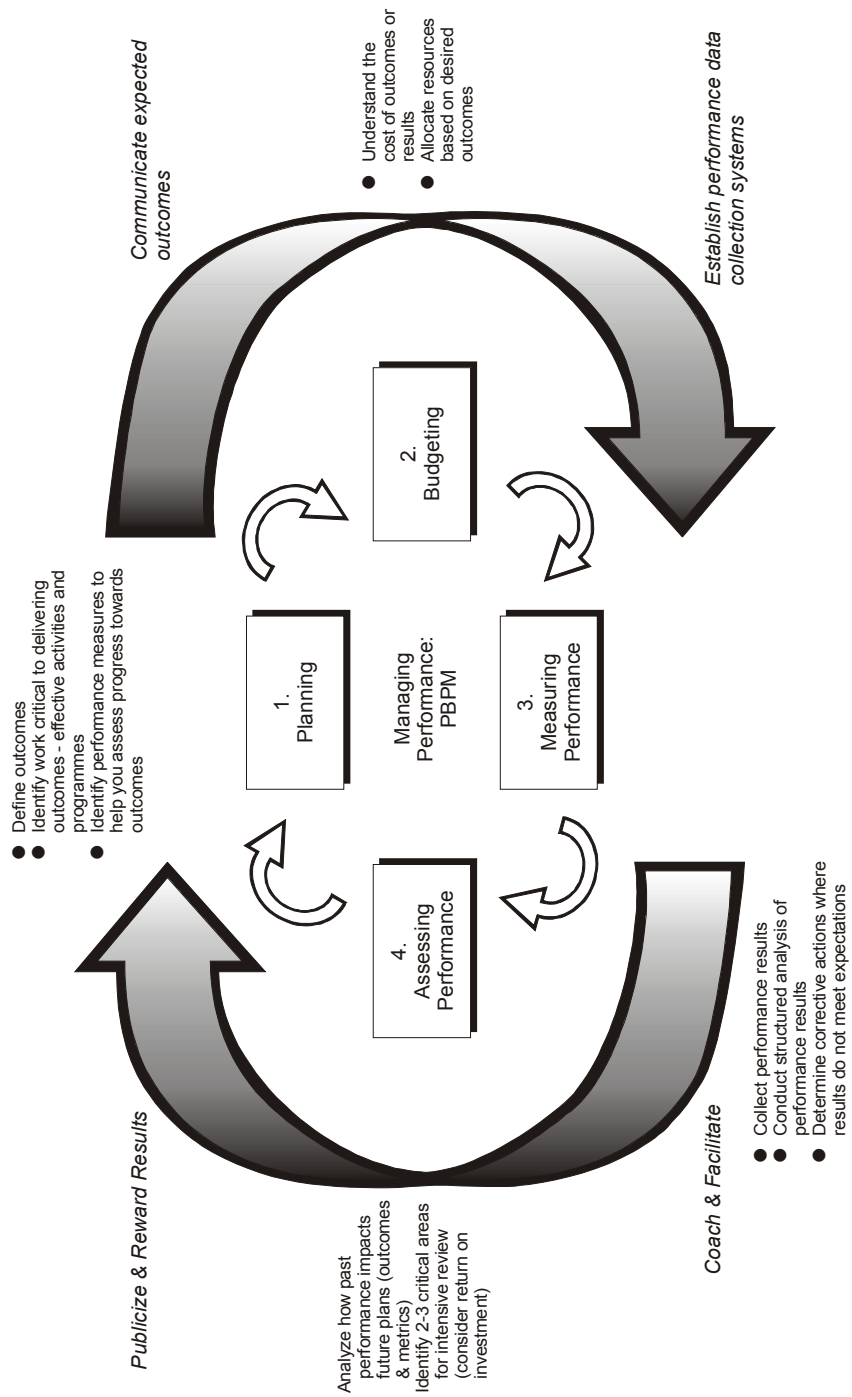 Publicize & Reward Results
● Define outcomes
● Identify work critical to delivering
outcomes - effective activities and
programmes
● Identify performance measures to
help you assess progress towards
outcomes
Communicate expected
outcomes
1.
Planning
Analyze how past
performance impacts
future plans (outcomes
& metrics)
Identify 2-3 critical areas
for intensive review
(consider return on
investment)
4.
Assessing
Performance
Managing
Performance:
PBPM
2.
Budgeting
● Understand the
cost of outcomes or
results
● Allocate resources
based on desired
outcomes
3.
Measuring
Performance
Coach & Facilitate
● Collect performance results
● Conduct structured analysis of
performance results
● Determine corrective actions where
results do not meet expectations
Establish performance data
collection systems